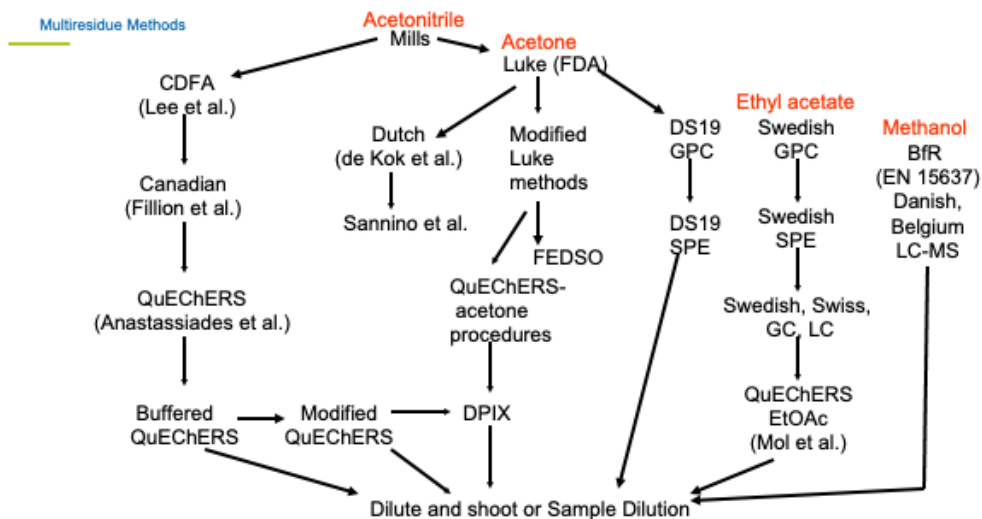 Multiresidue Methods
Acetonitrile
Mills
Acetone
Luke (FDA)
CDFA
(Lee et al.)
Canadian
(Fillion et al.)
QuEChERS
(Anastassiades et al.)
Buffered
QuEChERS
Modified
QuEChERS
Dutch
(de Kok et al.)
Sannino et al.
Modified
Luke
methods
FEDSO
QuEChERS-
acetone
procedures
DPIX
DS19
GPC
DS19
SPE
Ethyl acetate
Swedish
GPC
Swedish
SPE
Swedish, Swiss,
GC, LC
QuEChERS
EtOAc
(Mol et al.)
Methanol
BfR
(EN 15637)
Danish,
Belgium
LC-MS
Dilute and shoot or Sample Dilution